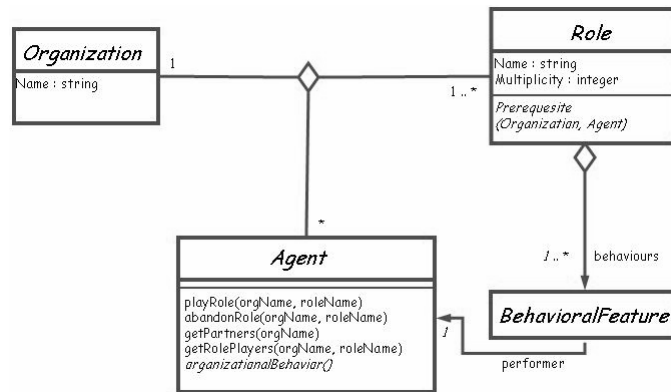 Organization
Name : string
1
1 .. *
Role
Name : string
Multiplicity : integer
Prerequesite
(Organization, Agent)
*
Agent
playRole(orgName, roleName)
abandonRole(orgName, roleName)
getPartners(orgName)
getRolePlayers(orgName, roleName)
organizationalBehavior()
1 .. *
behaviours
BehavioralFeature
1
performer